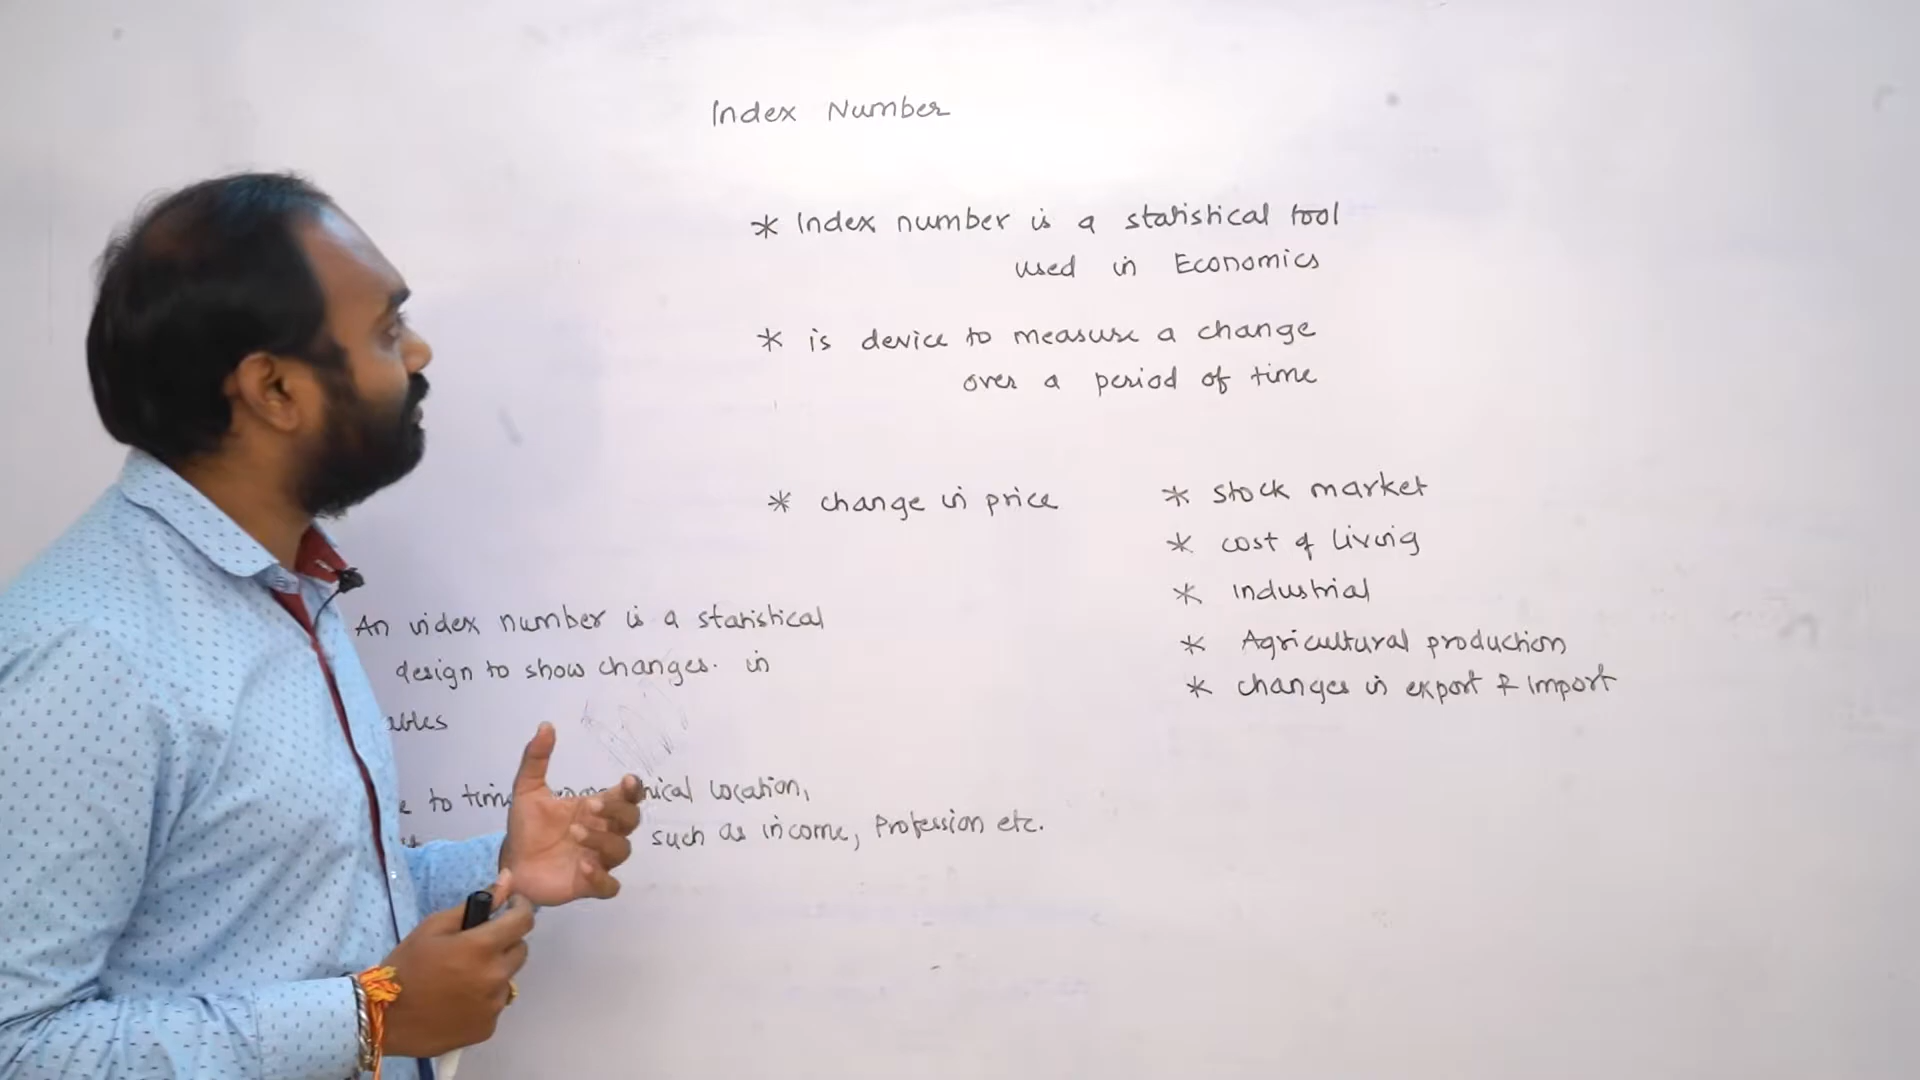 Index Number
* Index number is a statistical tool
used in Economics
* is device to measure a change
over a period of time
* change in price
* stock market
* cost of living
* Industrial
* Agricultural production
* changes in export & import
An index number is a statistical
design to show changes. in
ables
e to time
hical location,
such as income, Profession etc.